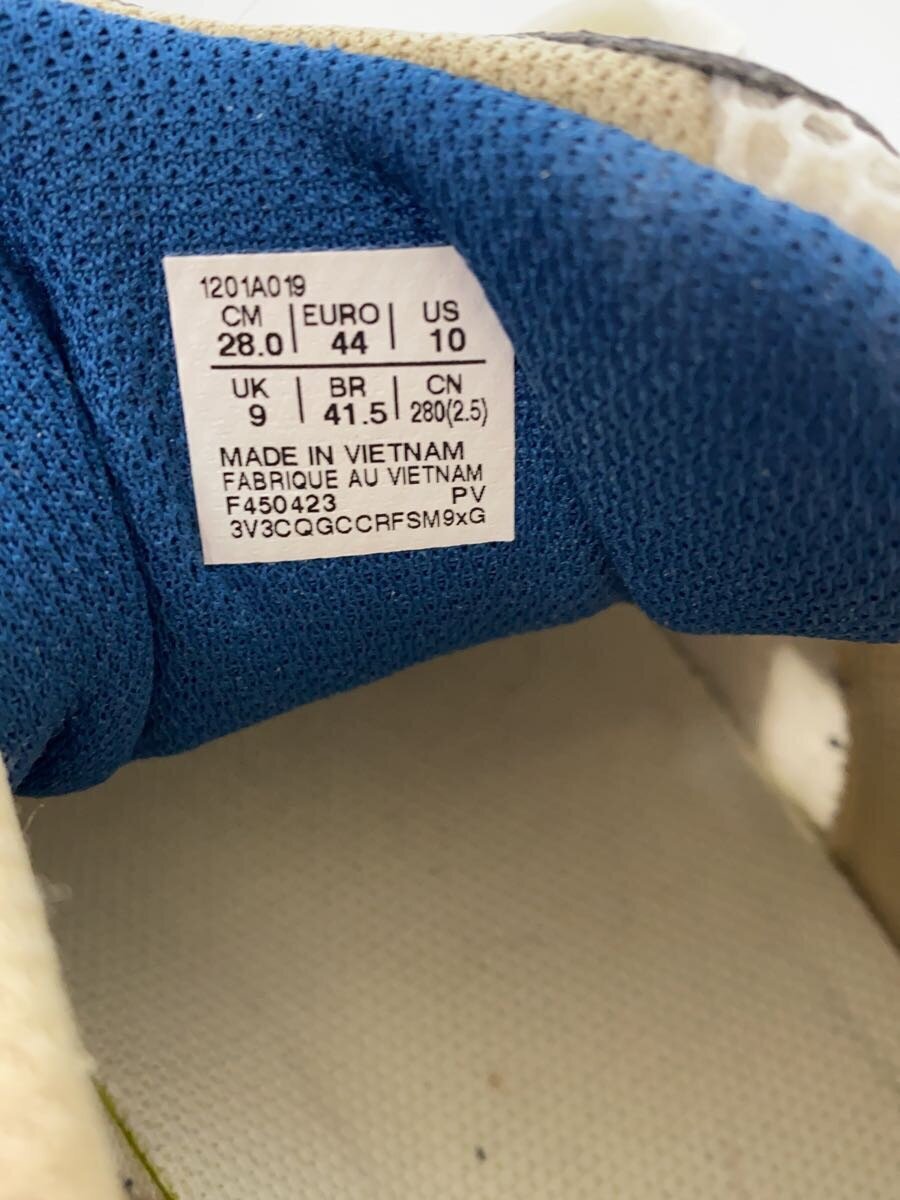 1201A019
CM | EURO | US
28.0 | 44 | 10
UK | BR | CN
9 | 41.5 | 280(2.5)
MADE IN VIETNAM
FABRIQUE AU VIETNAM
F450423 PV
3V3CQGCCRFSM9xG